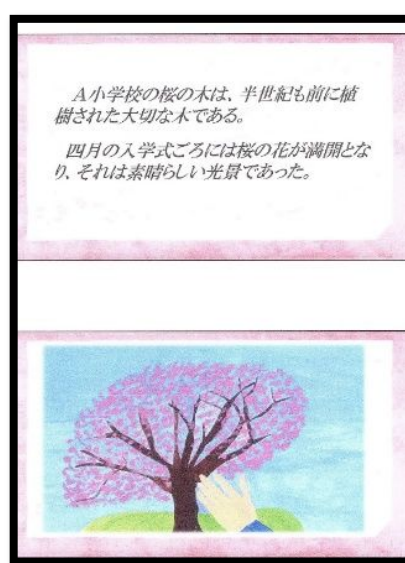 A小学校の桜の木は、半世紀も前に植
樹された大切な木である。
四月の入学式ごろには桜の花が満開とな
り、それは素晴らしい光景であった。